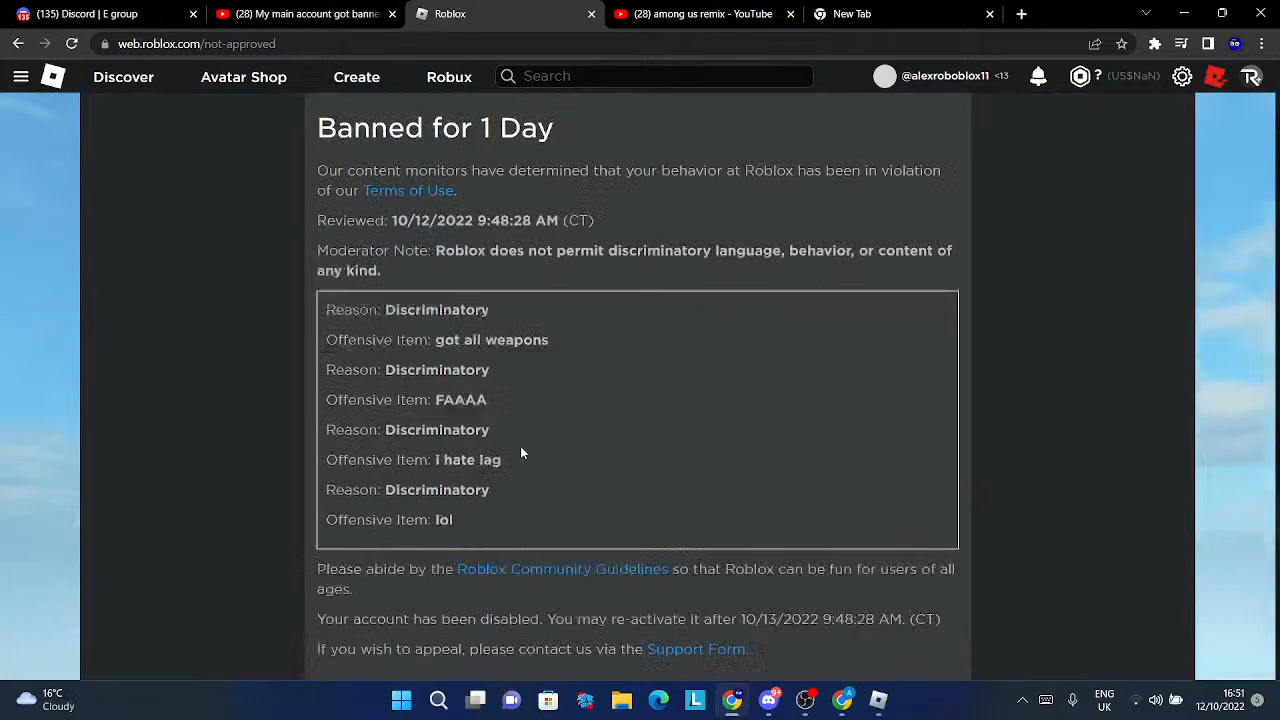 (135) Discord | E group
(28) My main account got banne
Roblox
(28) among us remix - YouTube
New Tab
web.roblox.com/not-approved
Discover
Avatar Shop
Create
Robux
Search
@alexroboblox11 <13
? (US$NaN)
Banned for 1 Day
Our content monitors have determined that your behavior at Roblox has been in violation
of our Terms of Use.
Reviewed: 10/12/2022 9:48:28 AM (CT)
Moderator Note: Roblox does not permit discriminatory language, behavior, or content of
any kind.
Reason: Discriminatory
Offensive Item: got all weapons
Reason: Discriminatory
Offensive Item: FAAAA
Reason: Discriminatory
Offensive Item: i hate lag
Reason: Discriminatory
Offensive Item: lol
Please abide by the Roblox Community Guidelines so that Roblox can be fun for users of all
ages.
Your account has been disabled. You may re-activate it after 10/13/2022 9:48:28 AM. (CT)
If you wish to appeal, please contact us via the Support Form.
16°C
Cloudy
L
9+
ENG
UK
16:51
12/10/2022
5